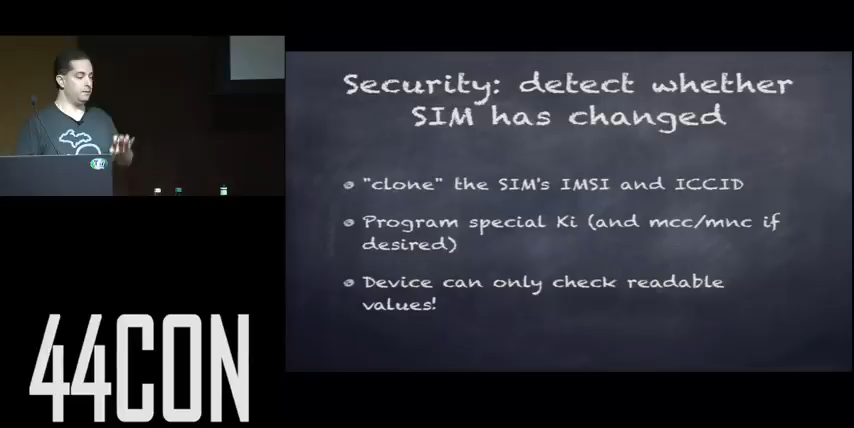 Security: detect whether
SIM has changed
"clone" the SIM's IMSI and ICCID
Program special Ki (and mcc/mnc if
desired)
Device can only check readable
values!
44CON